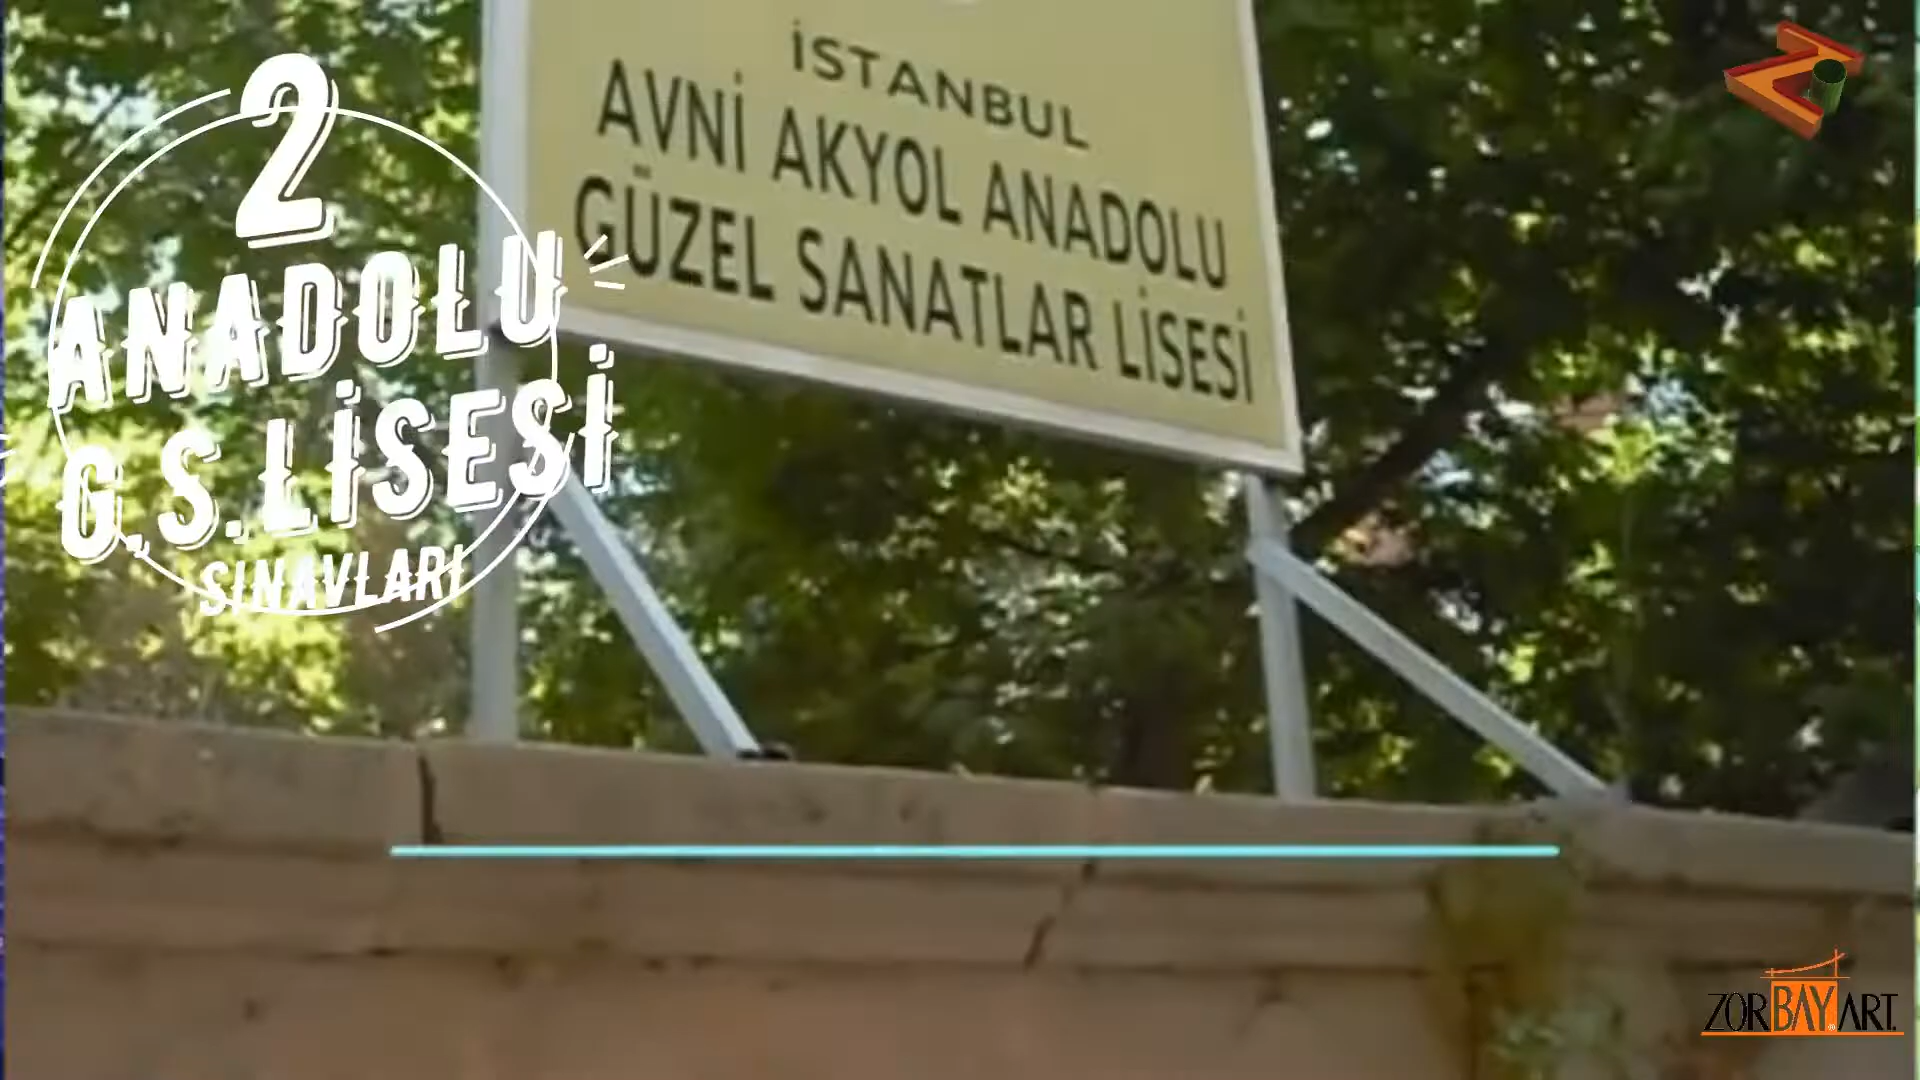 2
ANADOLU
G.S.LİSESİ
SINAVLARI
İSTANBUL
AVNİ AKYOL ANADOLU
GÜZEL SANATLAR LİSESİ
ZORBAY.ART.